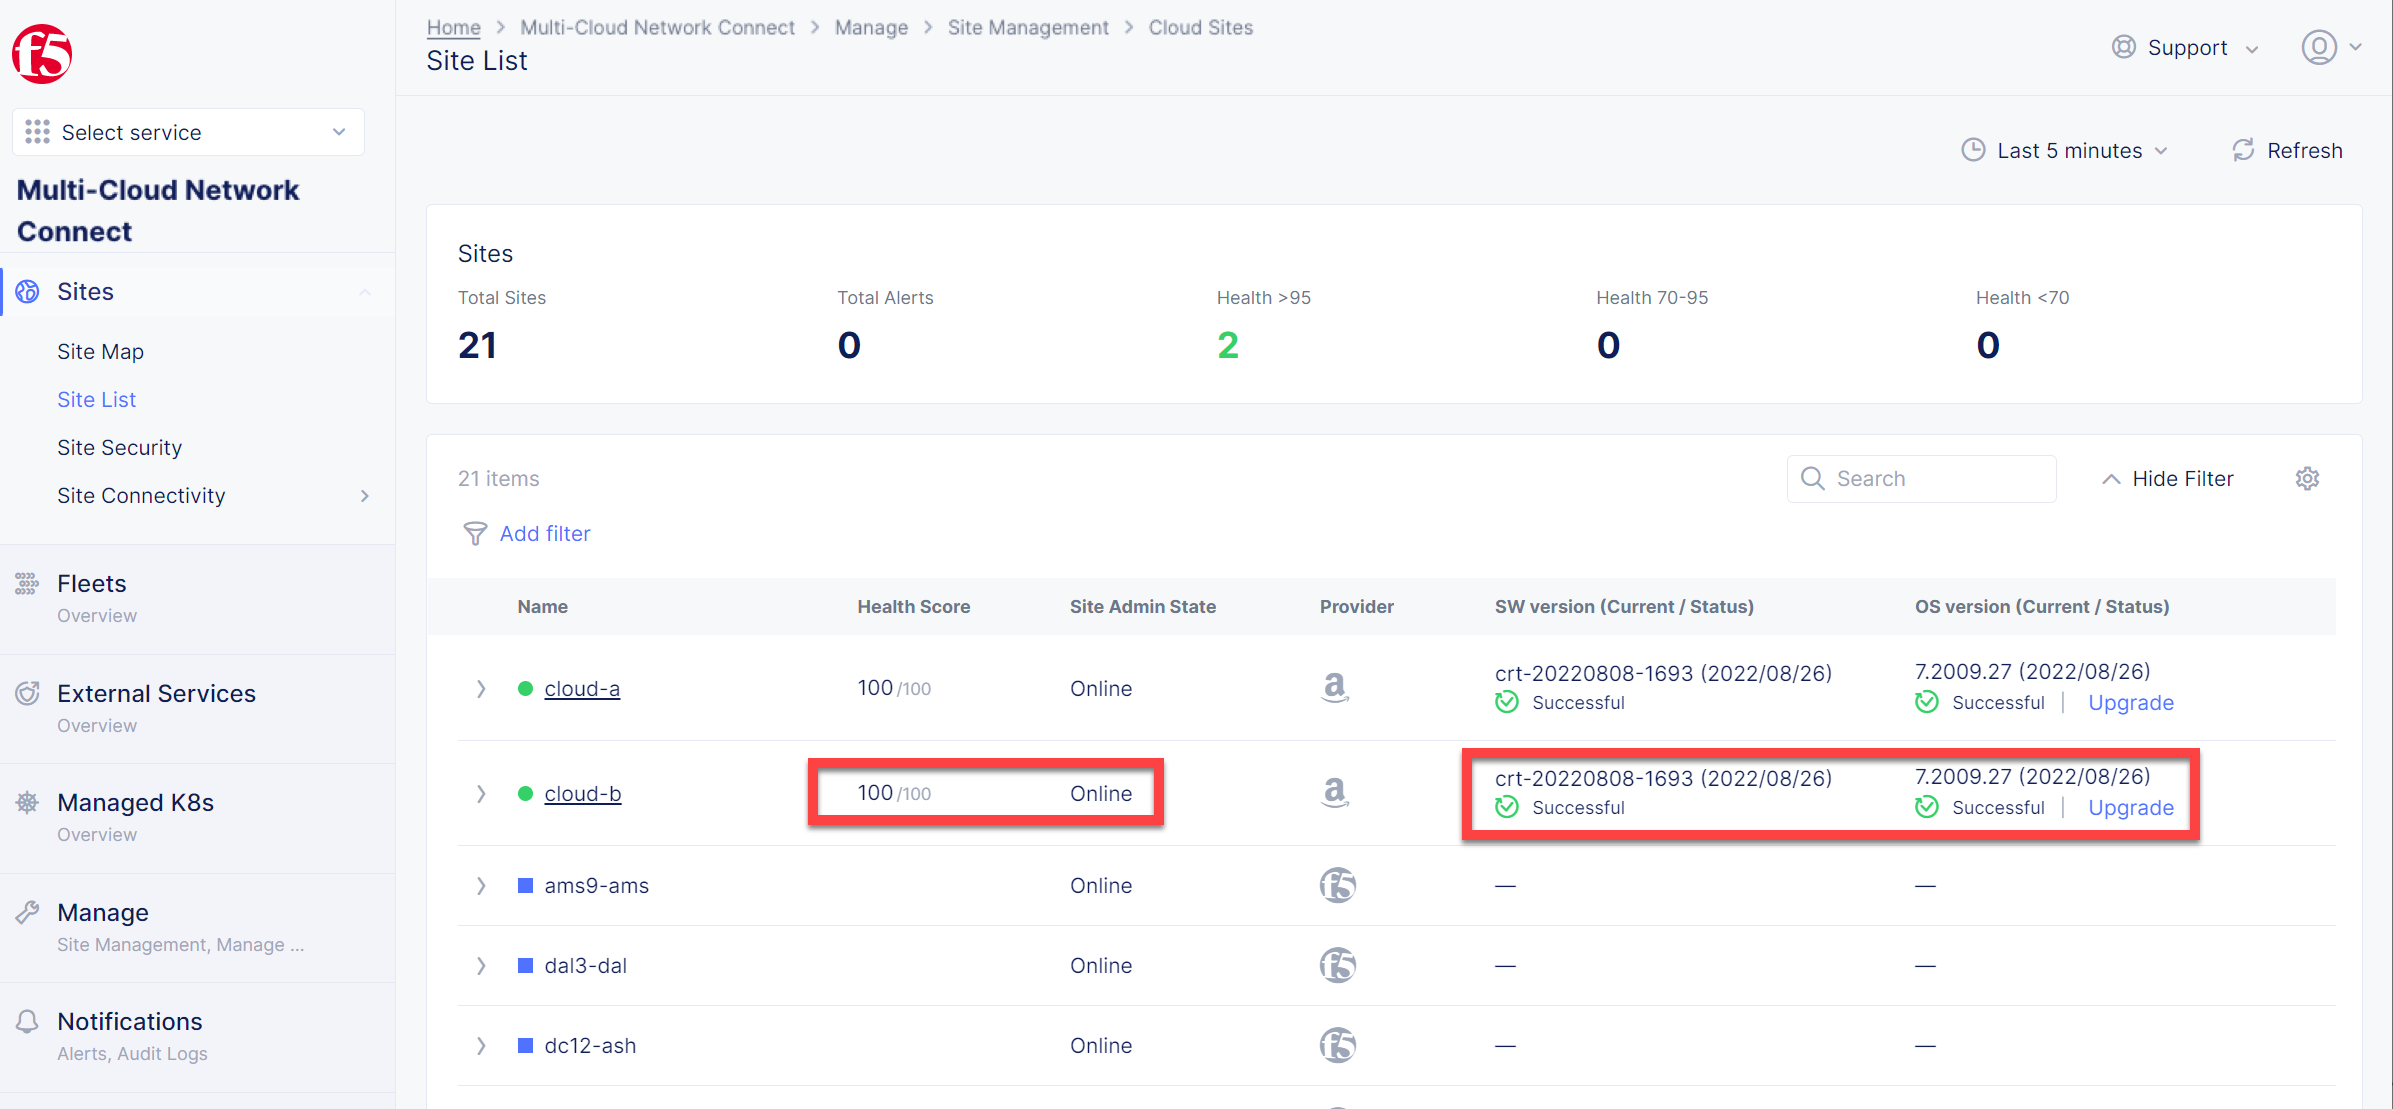 f5
Select service
Multi-Cloud Network
Connect
Sites
Site Map
Site List
Site Security
Site Connectivity
Fleets
Overview
External Services
Overview
Managed K8s
Overview
Manage
Site Management, Manage ...
Notifications
Alerts, Audit Logs
Home > Multi-Cloud Network Connect > Manage > Site Management > Cloud Sites
Site List
Support
Last 5 minutes
Refresh
Sites
Total Sites Total Alerts Health >95 Health 70-95 Health <70
21 0 2 0 0
21 items
Search
Hide Filter
Add filter
Name Health Score Site Admin State Provider SW version (Current / Status) OS version (Current / Status)
cloud-a 100 /100 Online a crt-20220808-1693 (2022/08/26) 7.2009.27 (2022/08/26)
Successful Successful | Upgrade
cloud-b 100 /100 Online a crt-20220808-1693 (2022/08/26) 7.2009.27 (2022/08/26)
Successful Successful | Upgrade
ams9-ams Online f5 — —
dal3-dal Online f5 — —
dc12-ash Online f5 — —